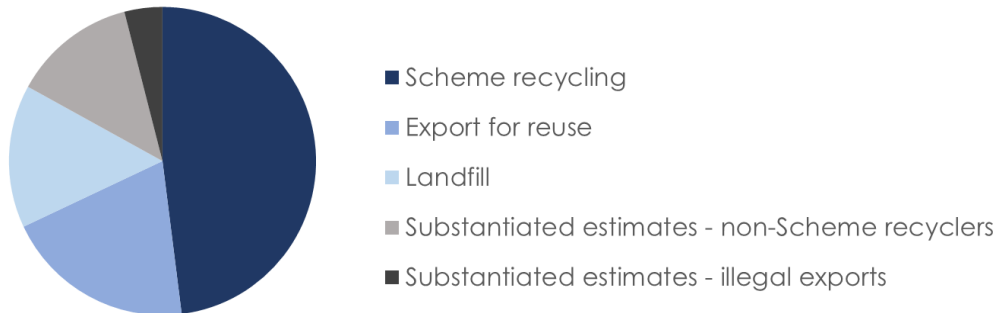 Scheme recycling
Export for reuse
Landfill
Substantiated estimates - non-Scheme recyclers
Substantiated estimates - illegal exports